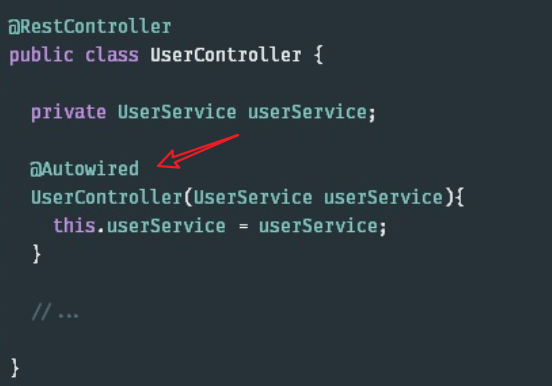 @RestController
public class UserController {
private UserService userService;
@Autowired
UserController(UserService userService){
this.userService = userService;
}
// ...
}